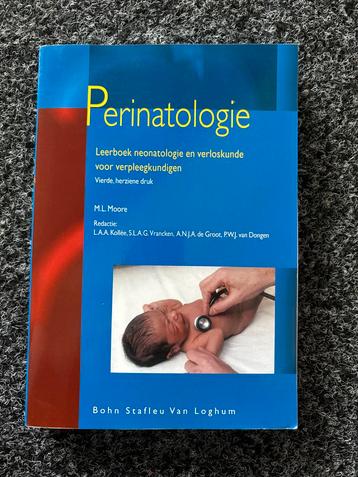 Perinatologie
Leerboek neonatologie en verloskunde
voor verpleegkundigen
Vierde, herziene druk
M.L. Moore
Redactie:
L.A.A. Kollée, S.L.A.G. Vrancken, A.N.J.A. de Groot, P.W.J. van Dongen
Bohn Stafleu Van Loghum